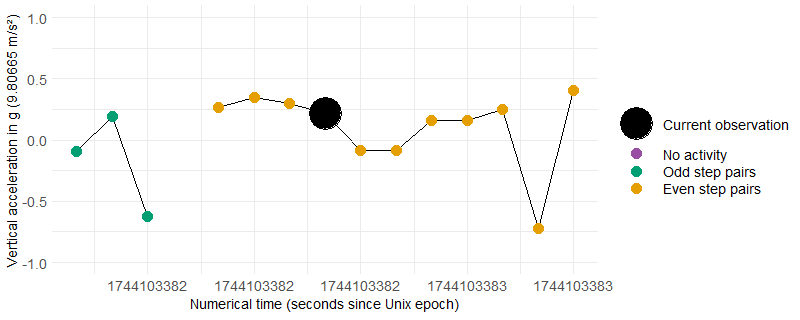 Vertical acceleration in g (9.80665 m/s²)
1.0
0.5
0.0
-0.5
-1.0
1744103382 1744103382 1744103382 1744103383 1744103383
Numerical time (seconds since Unix epoch)
Current observation
No activity
Odd step pairs
Even step pairs